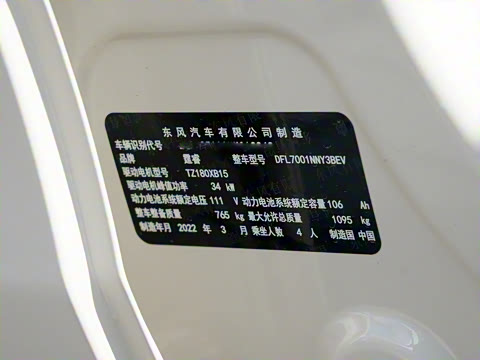 东风汽车有限公司制造
车辆识别代号
品牌 霆睿 整车型号 DFL7001NNY3BEV
驱动电机型号 TZ180XB15
驱动电机峰值功率 34 kW
动力电池系统额定电压 111 V 动力电池系统额定容量 106 Ah
整车整备质量 765 kg 最大允许总质量 1095 kg
制造年月 2022 年 3 月 乘坐人数 4 人 制造国 中国